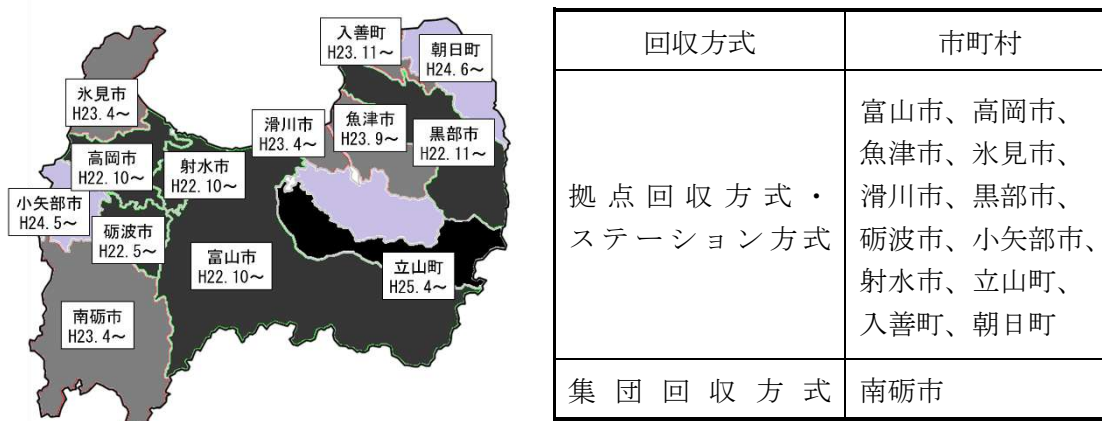 入善町
H23.11～
朝日町
H24.6～
氷見市
H23.4～
滑川市
H23.4～
魚津市
H23.9～
黒部市
H22.11～
高岡市
H22.10～
射水市
H22.10～
小矢部市
H24.5～
砺波市
H22.5～
富山市
H22.10～
立山町
H25.4～
南砺市
H23.4～
回収方式
市町村
拠点回収方式・
ステーション方式
富山市、高岡市、
魚津市、氷見市、
滑川市、黒部市、
砺波市、小矢部市、
射水市、立山町、
入善町、朝日町
集団回収方式
南砺市